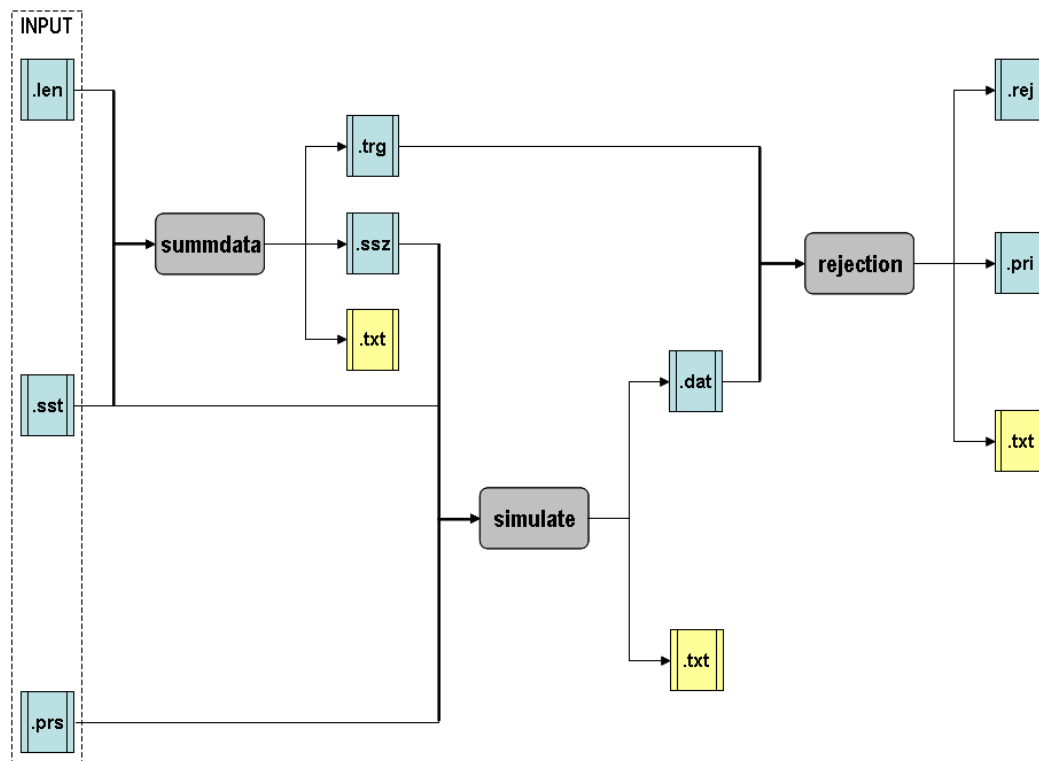 INPUT
.len
.rej
.trg
summdata
.ssz
rejection
.pri
.txt
.dat
.sst
.txt
simulate
.txt
.prs